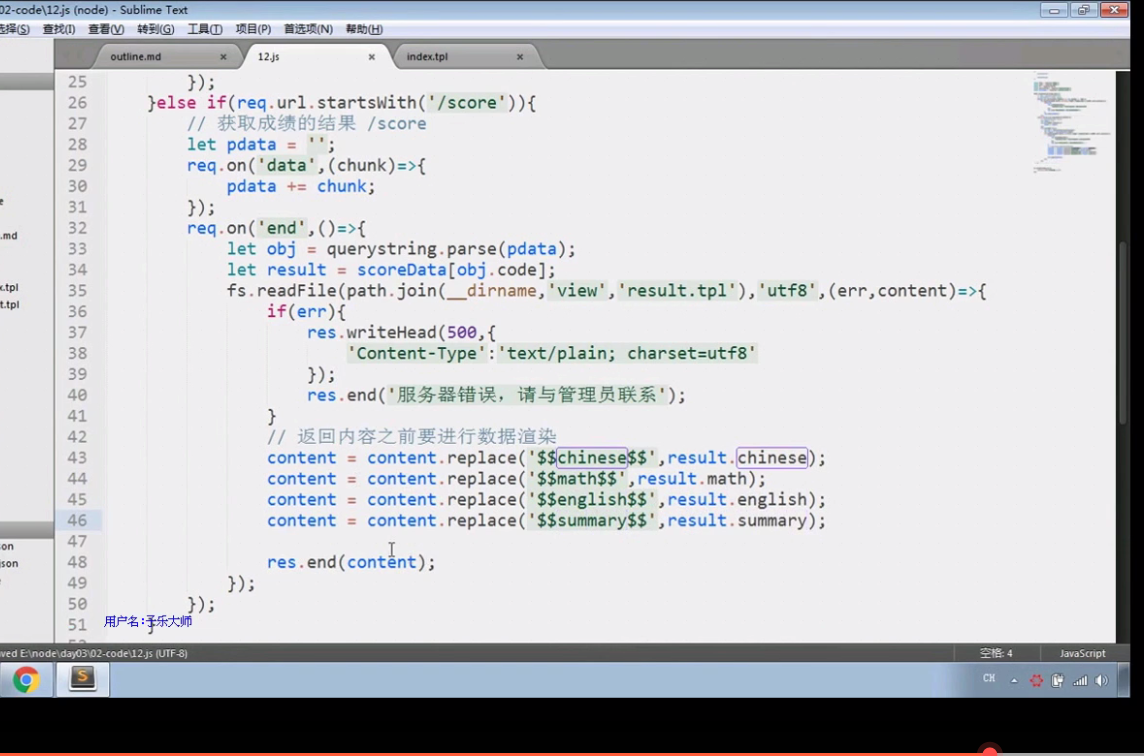 02-code\12.js (node) - Sublime Text
选择(S) 查找(I) 查看(V) 转到(G) 工具(T) 项目(P) 首选项(N) 帮助(H)
outline.md × 12.js × index.tpl ×
25 });
26 }else if(req.url.startsWith('/score')){
27 // 获取成绩的结果 /score
28 let pdata = '';
29 req.on('data',(chunk)=>{
30 pdata += chunk;
31 });
32 req.on('end',()=>{
33 let obj = querystring.parse(pdata);
34 let result = scoreData[obj.code];
35 fs.readFile(path.join(__dirname,'view','result.tpl'),'utf8',(err,content)=>{
36 if(err){
37 res.writeHead(500,{
38 'Content-Type':'text/plain; charset=utf8'
39 });
40 res.end('服务器错误，请与管理员联系');
41 }
42 // 返回内容之前要进行数据渲染
43 content = content.replace('$$chinese$$',result.chinese);
44 content = content.replace('$$math$$',result.math);
45 content = content.replace('$$english$$',result.english);
46 content = content.replace('$$summary$$',result.summary);
47
48 res.end(content);
49 });
50 });
51 }
用户名:子乐大师
.md
.tpl
t.tpl
son
json
ved E:\node\day03\02-code\12.js (UTF-8) 空格: 4 JavaScript
CH